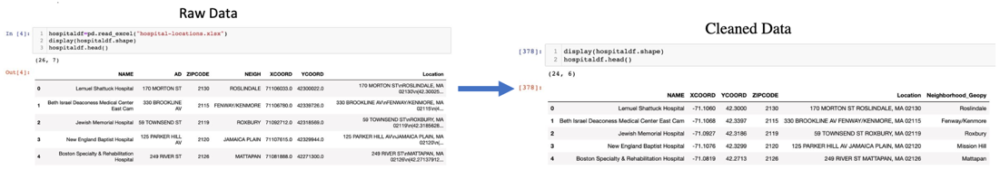 Raw Data
In [4]:
1 hospitaldf=pd.read_excel("hospital-locations.xlsx")
2 display(hospitaldf.shape)
3 hospitaldf.head()
(26, 7)
Out[4]:
NAME AD ZIPCODE NEIGH XCOORD YCOORD Location
0 Lemuel Shattuck Hospital 170 MORTON ST 2130 ROSLINDALE 71106033.0 42300022.0 170 MORTON ST\nROSLINDALE, MA
02130\n(42.30025...
1 Beth Israel Deaconess Medical Center
East Cam 330 BROOKLINE
AV 2115 FENWAY/KENMORE 71106780.0 42339726.0 330 BROOKLINE AV\nFENWAY/KENMORE, MA
02115\n(4...
2 Jewish Memorial Hospital 59 TOWNSEND ST 2119 ROXBURY 71092712.0 42318569.0 59 TOWNSEND ST\nROXBURY, MA
02119\n(42.3185628...
3 New England Baptist Hospital 125 PARKER HILL
AV 2120 JAMAICA PLAIN 71107615.0 42329944.0 125 PARKER HILL AV\nJAMAICA PLAIN, MA
02120\n(...
4 Boston Specialty & Rehabilitation
Hospital 249 RIVER ST 2126 MATTAPAN 71081888.0 42271300.0 249 RIVER ST\nMATTAPAN, MA
02126\n(42.27137912...
Cleaned Data
[378]:
1 display(hospitaldf.shape)
2 hospitaldf.head()
(24, 6)
[378]:
NAME XCOORD YCOORD ZIPCODE Location Neighborhood_Geopy
0 Lemuel Shattuck Hospital -71.1060 42.3000 2130 170 MORTON ST ROSLINDALE, MA 02130 Roslindale
1 Beth Israel Deaconess Medical Center East Cam -71.1068 42.3397 2115 330 BROOKLINE AV FENWAY/KENMORE, MA 02115 Fenway/Kenmore
2 Jewish Memorial Hospital -71.0927 42.3186 2119 59 TOWNSEND ST ROXBURY, MA 02119 Roxbury
3 New England Baptist Hospital -71.1076 42.3299 2120 125 PARKER HILL AV JAMAICA PLAIN, MA 02120 Mission Hill
4 Boston Specialty & Rehabilitation Hospital -71.0819 42.2713 2126 249 RIVER ST MATTAPAN, MA 02126 Mattapan